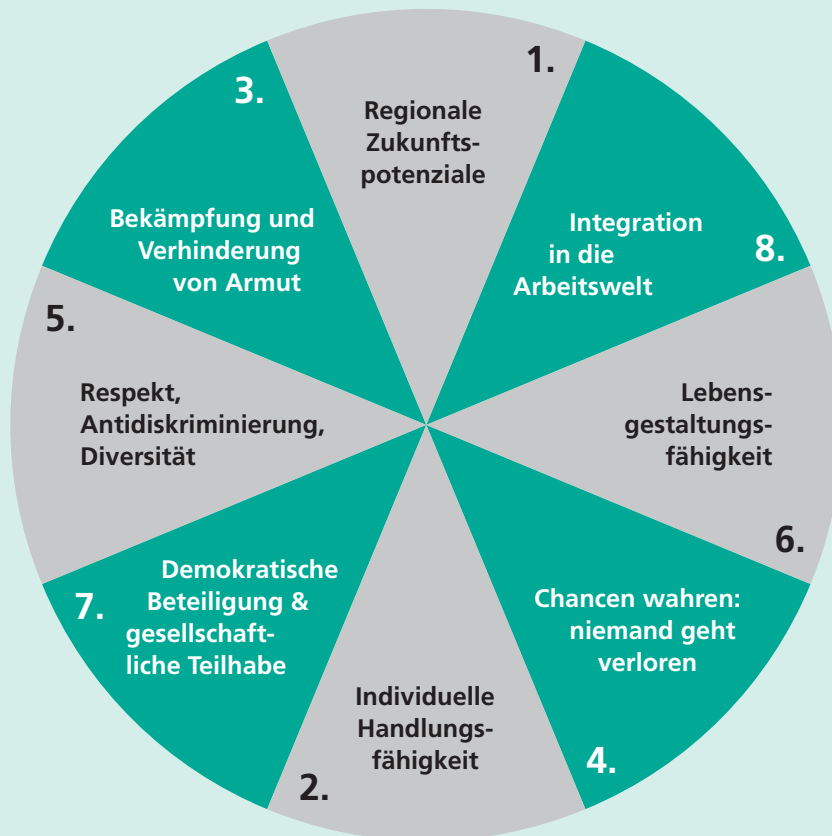 1.
Regionale
Zukunfts-
potenziale
8.
Integration
in die
Arbeitswelt
6.
Lebens-
gestaltungs-
fähigkeit
4.
Chancen wahren:
niemand geht
verloren
2.
Individuelle
Handlungs-
fähigkeit
7.
Demokratische
Beteiligung &
gesellschaft-
liche Teilhabe
5.
Respekt,
Antidiskriminierung,
Diversität
3.
Bekämpfung und
Verhinderung
von Armut